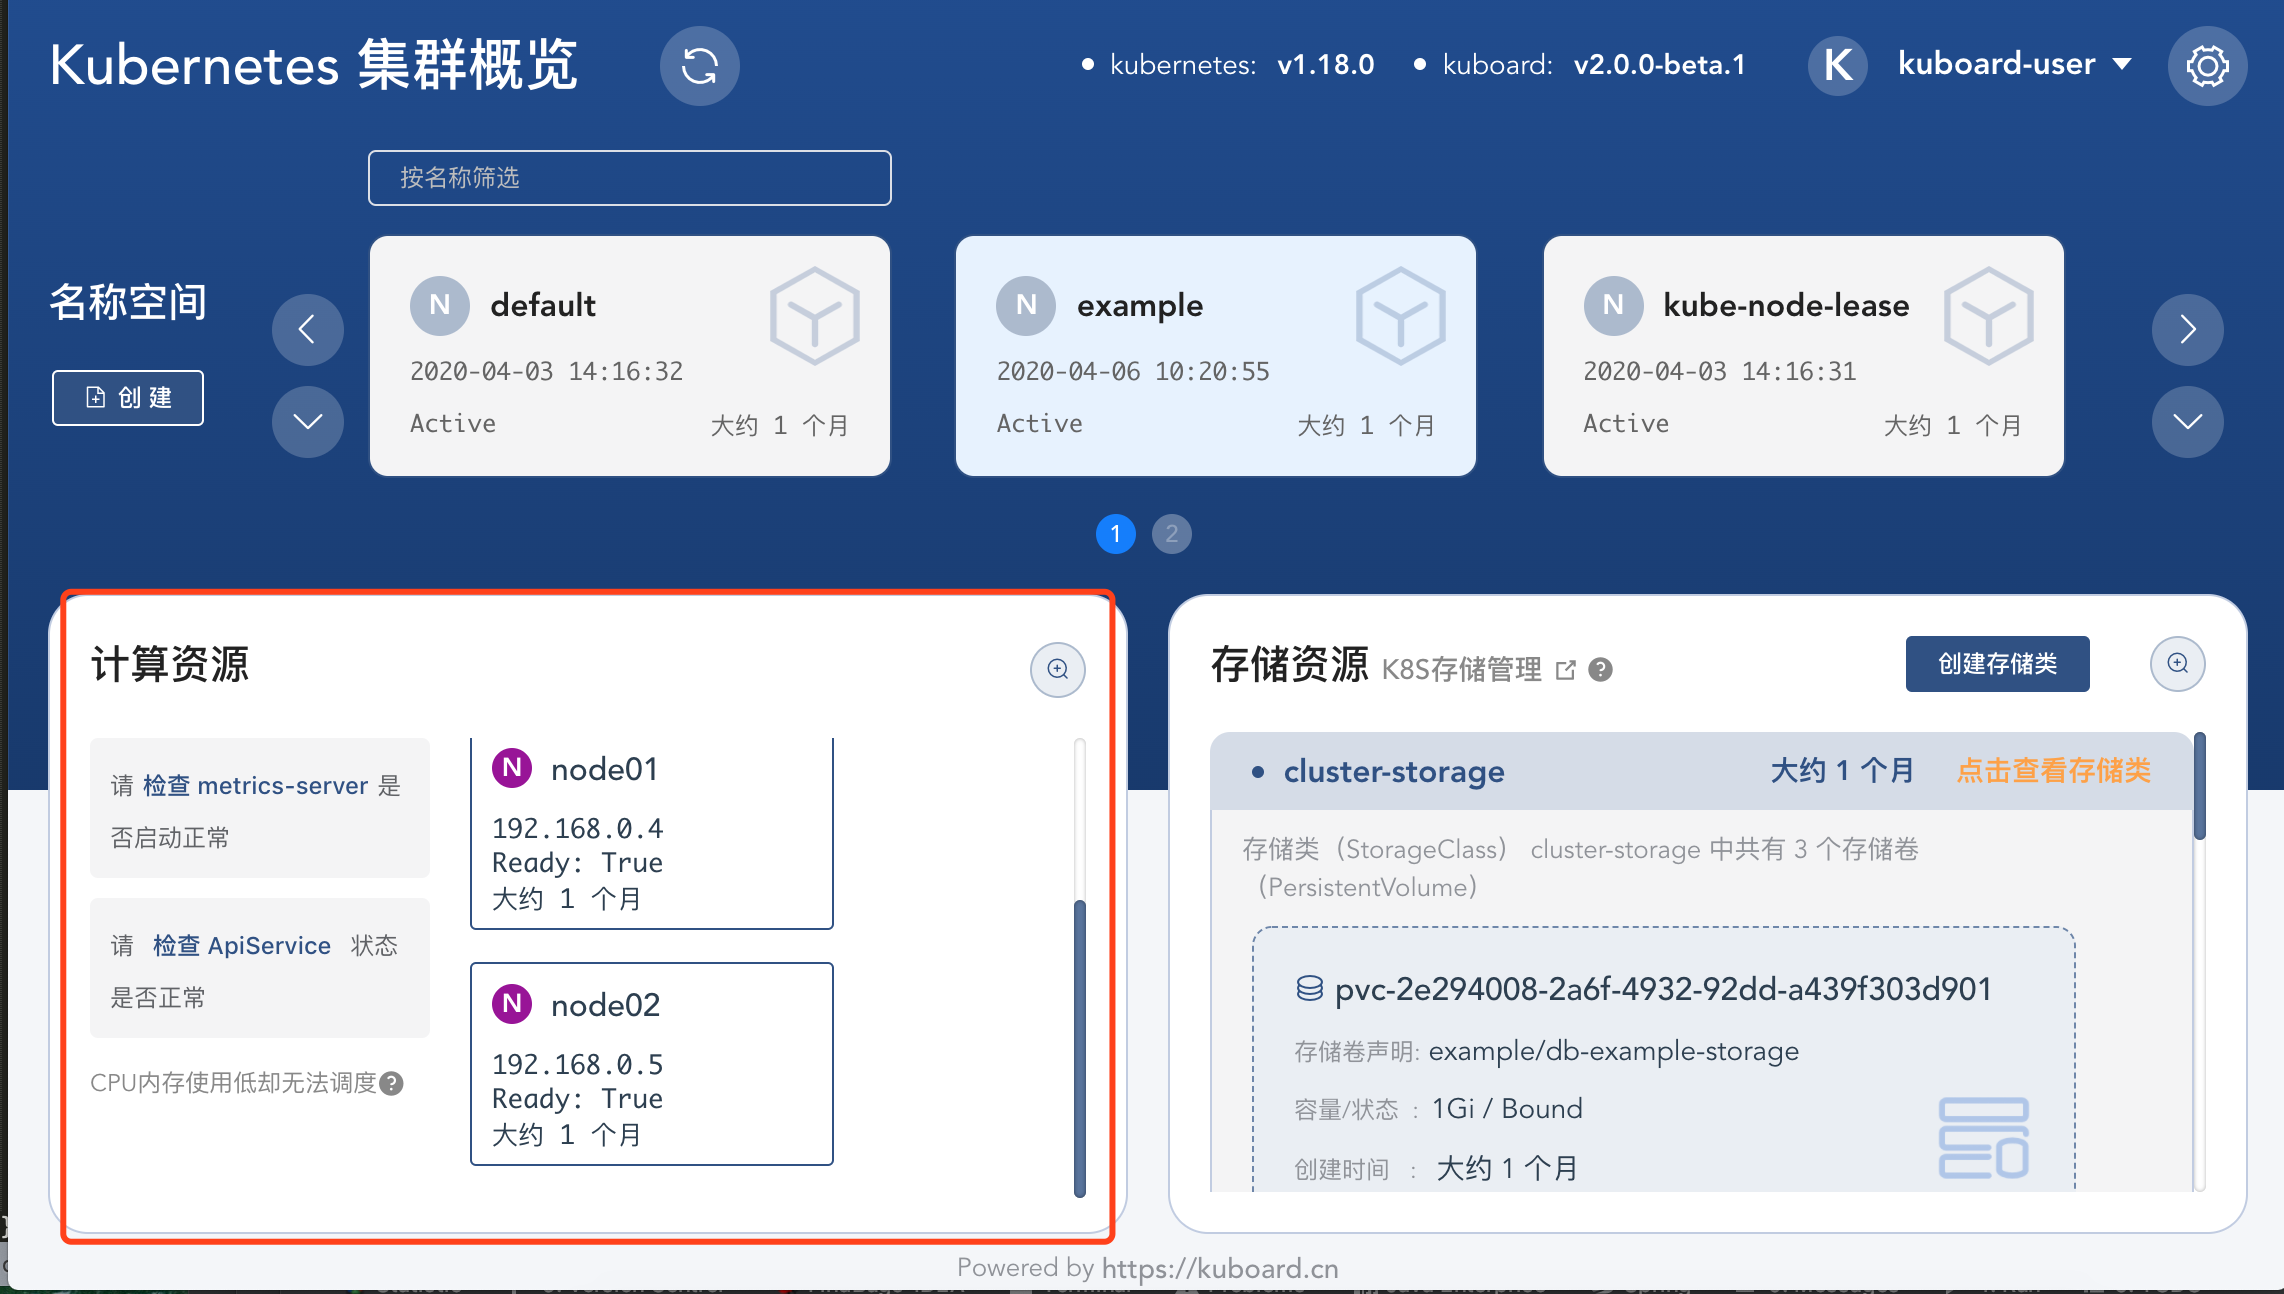 Kubernetes 集群概览
kubernetes: v1.18.0
kuboard: v2.0.0-beta.1
K
kuboard-user
按名称筛选
名称空间
创 建
N default
2020-04-03 14:16:32
Active 大约 1 个月
N example
2020-04-06 10:20:55
Active 大约 1 个月
N kube-node-lease
2020-04-03 14:16:31
Active 大约 1 个月
1 2
计算资源
请 检查 metrics-server 是
否启动正常
请 检查 ApiService 状态
是否正常
CPU内存使用低却无法调度
N node01
192.168.0.4
Ready: True
大约 1 个月
N node02
192.168.0.5
Ready: True
大约 1 个月
存储资源 K8S存储管理
创建存储类
cluster-storage 大约 1 个月 点击查看存储类
存储类（StorageClass） cluster-storage 中共有 3 个存储卷
（PersistentVolume）
pvc-2e294008-2a6f-4932-92dd-a439f303d901
存储卷声明: example/db-example-storage
容量/状态 : 1Gi / Bound
创建时间 : 大约 1 个月
Powered by https://kuboard.cn